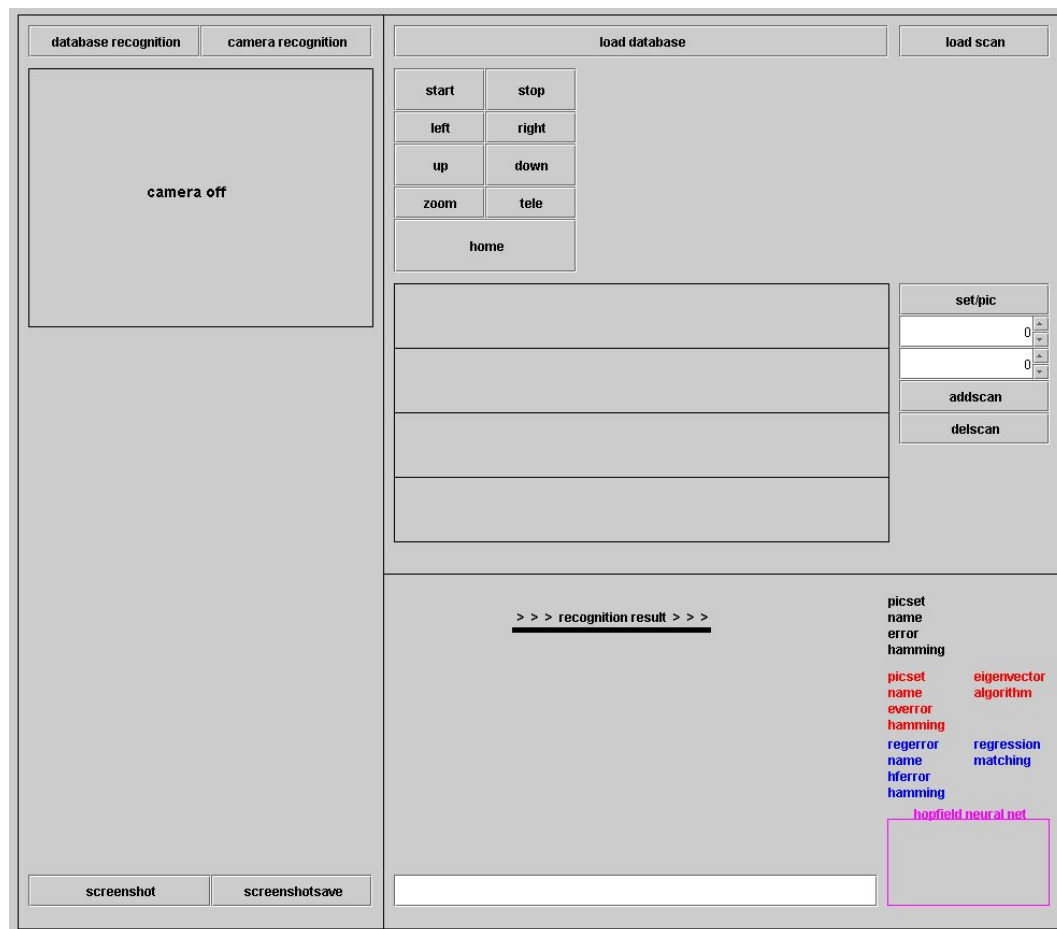 database recognition camera recognition
load database
load scan
camera off
start stop
left right
up down
zoom tele
home
set/pic
0
0
addscan
delscan
> > > recognition result > > >
picset
name
error
hamming
picset eigenvector
name algorithm
everror
hamming
regerror regression
name matching
hferror
hamming
hopfield neural net
screenshot screenshotsave